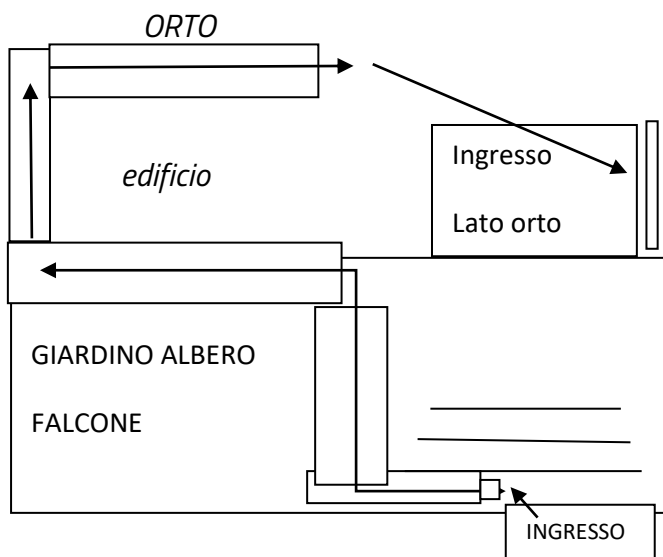 ORTO
Ingresso
edificio
Lato orto
GIARDINO ALBERO
FALCONE
INGRESSO